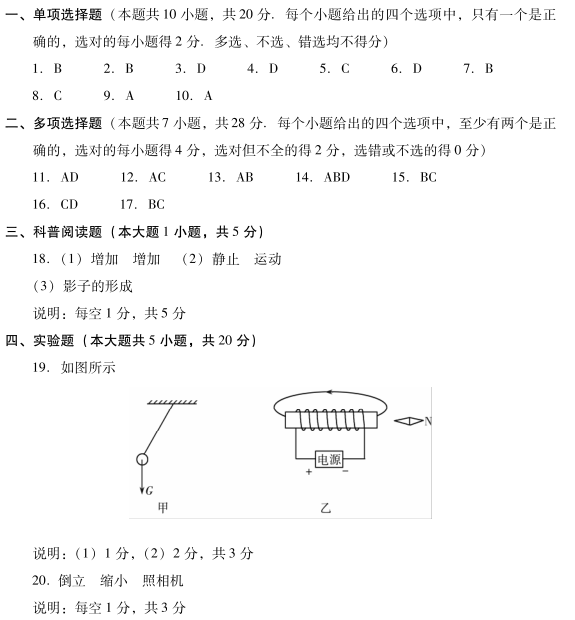 一、单项选择题（本题共 10 小题，共 20 分．每个小题给出的四个选项中，只有一个是正
确的，选对的每小题得 2 分．多选、不选、错选均不得分）
1．B　2．B　3．D　4．D　5．C　6．D　7．B
8．C　9．A　10．A
二、多项选择题（本题共 7 小题，共 28 分．每个小题给出的四个选项中，至少有两个是正
确的，选对的每小题得 4 分，选对但不全的得 2 分，选错或不选的得 0 分）
11．AD　12．AC　13．AB　14．ABD　15．BC
16．CD　17．BC
三、科普阅读题（本大题 1 小题，共 5 分）
18．（1）增加　增加　（2）静止　运动
（3）影子的形成
说明：每空 1 分，共 5 分
四、实验题（本大题共 5 小题，共 20 分）
19．如图所示
G
甲
N
电源
+　−
乙
说明：（1）1 分，（2）2 分，共 3 分
20．倒立　缩小　照相机
说明：每空 1 分，共 3 分